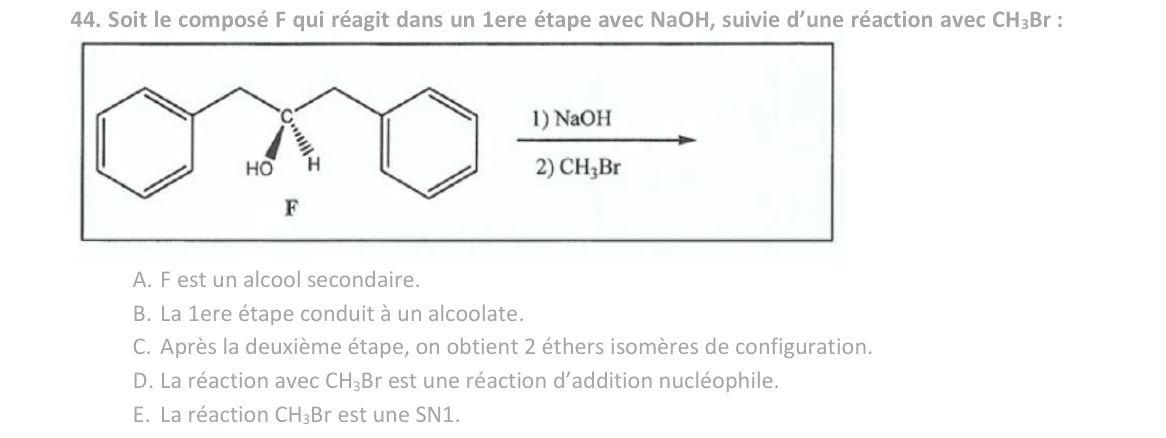 44. Soit le composé F qui réagit dans un 1ere étape avec NaOH, suivie d’une réaction avec CH₃Br :
1) NaOH
2) CH₃Br
C
HO H
F
A. F est un alcool secondaire.
B. La 1ere étape conduit à un alcoolate.
C. Après la deuxième étape, on obtient 2 éthers isomères de configuration.
D. La réaction avec CH₃Br est une réaction d’addition nucléophile.
E. La réaction CH₃Br est une SN1.